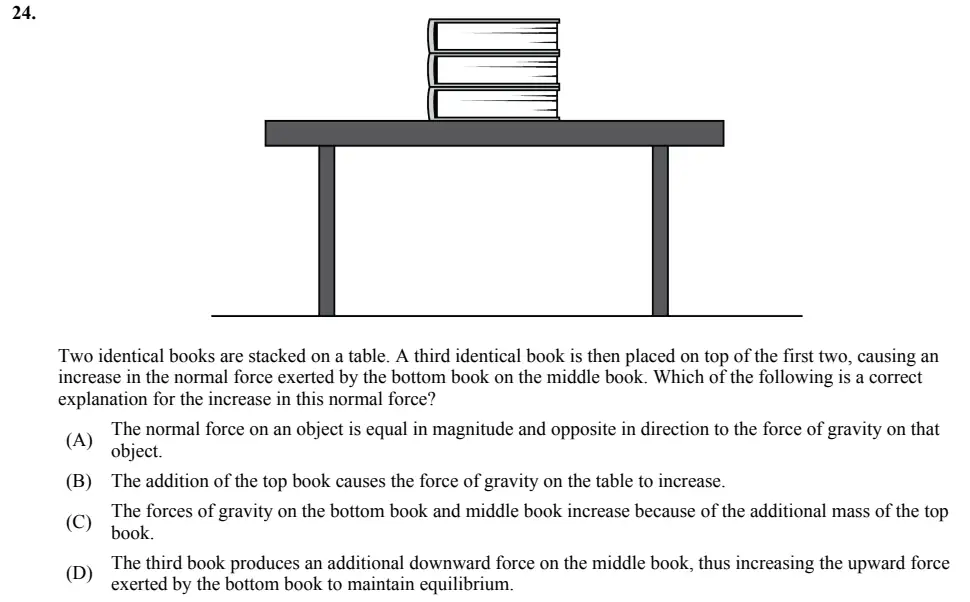 24.
Two identical books are stacked on a table. A third identical book is then placed on top of the first two, causing an
increase in the normal force exerted by the bottom book on the middle book. Which of the following is a correct
explanation for the increase in this normal force?
(A) The normal force on an object is equal in magnitude and opposite in direction to the force of gravity on that
object.
(B) The addition of the top book causes the force of gravity on the table to increase.
(C) The forces of gravity on the bottom book and middle book increase because of the additional mass of the top
book.
(D) The third book produces an additional downward force on the middle book, thus increasing the upward force
exerted by the bottom book to maintain equilibrium.